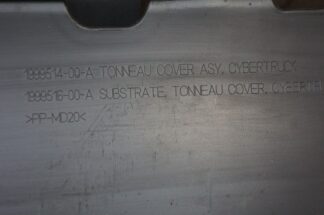 1999514-00-A TONNEAU COVER ASY, CYBERTRUCK
1999516-00-A SUBSTRATE, TONNEAU COVER,
>PP-MD20<